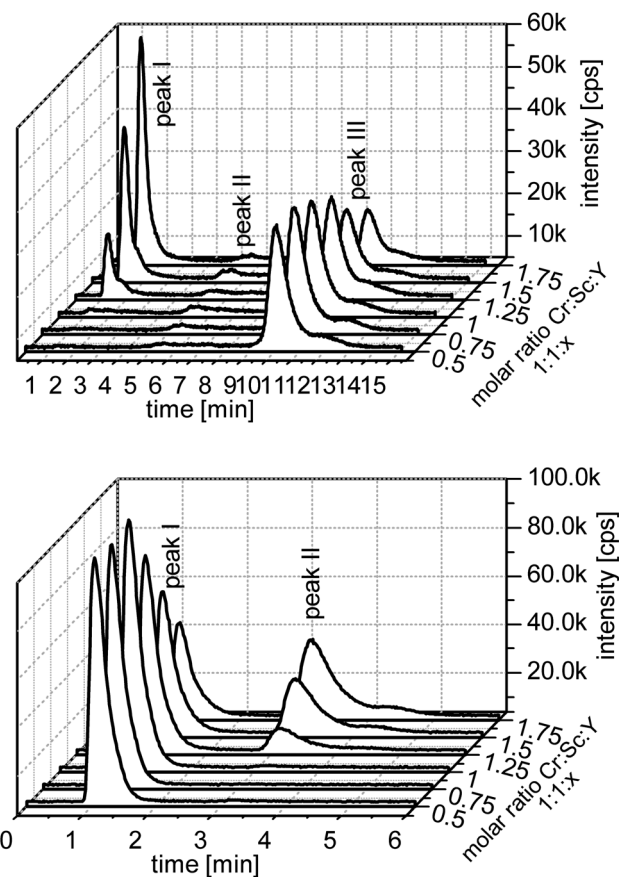 60k
50k
40k
30k
20k
10k
intensity [cps]
peak I
peak II
peak III
1.75
1.5
1.25
1
0.75
0.5
molar ratio Cr:Sc:Y
1:1:x
1 2 3 4 5 6 7 8 9 10 11 12 13 14 15
time [min]
100.0k
80.0k
60.0k
40.0k
20.0k
intensity [cps]
peak I
peak II
1.75
1.5
1.25
1
0.75
0.5
molar ratio Cr:Sc:Y
1:1:x
0 1 2 3 4 5 6
time [min]